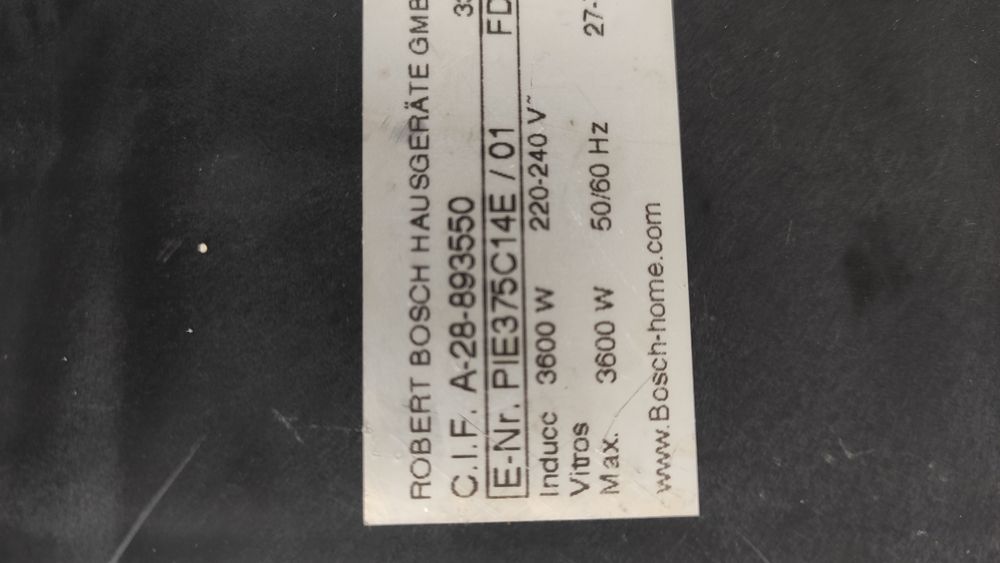 ROBERT BOSCH HAUSGERÄTE GMB
C.I.F. A-28-893550
E-Nr. PIE375C14E / 01 FD
Inducc 3600 W 220-240 V~
Vitros
Max. 3600 W 50/60 Hz 27-
www.Bosch-home.com